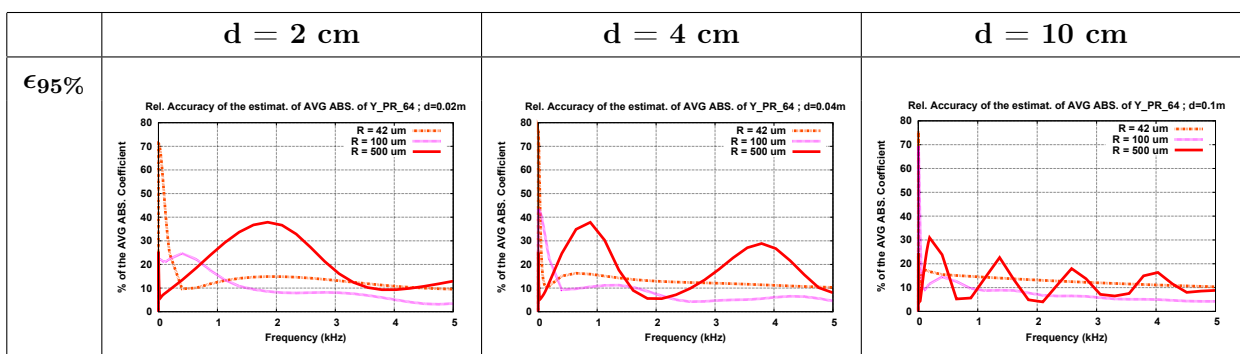 d = 2 cm
d = 4 cm
d = 10 cm
ϵ95%
Rel. Accuracy of the estimat. of AVG ABS. of Y_PR_64 ; d=0.02m
% of the AVG ABS. Coefficient
80
70
60
50
40
30
20
10
0
R = 42 um
R = 100 um
R = 500 um
0 1 2 3 4 5
Frequency (kHz)
Rel. Accuracy of the estimat. of AVG ABS. of Y_PR_64 ; d=0.04m
% of the AVG ABS. Coefficient
80
70
60
50
40
30
20
10
0
R = 42 um
R = 100 um
R = 500 um
0 1 2 3 4 5
Frequency (kHz)
Rel. Accuracy of the estimat. of AVG ABS. of Y_PR_64 ; d=0.1m
% of the AVG ABS. Coefficient
80
70
60
50
40
30
20
10
0
R = 42 um
R = 100 um
R = 500 um
0 1 2 3 4 5
Frequency (kHz)